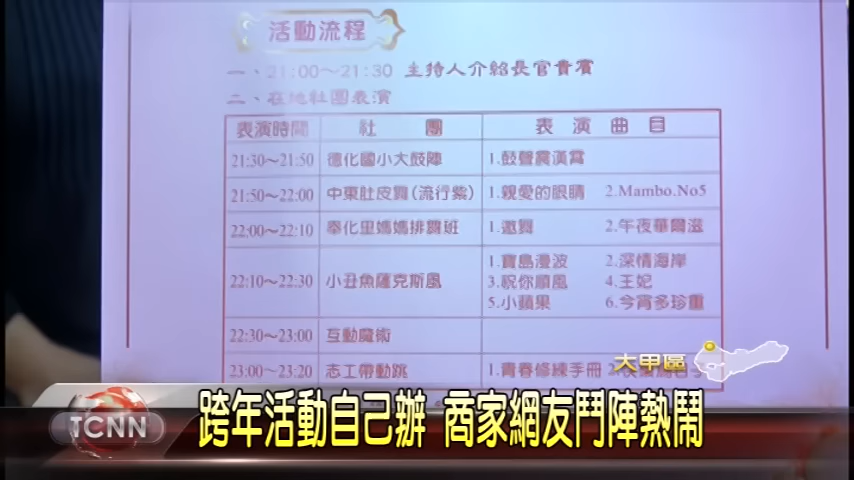 活動流程
一、21:00～21:30 主持人介紹長官貴賓
二、在地社團表演
表演時間 社團 表演曲目
21:30～21:50 德化國小大鼓陣 1.鼓聲震漢霄
21:50～22:00 中東肚皮舞(流行紫) 1.親愛的眼睛 2.Mambo.No5
22:00～22:10 奉化里媽媽排舞班 1.邀舞 2.午夜華爾滋
22:10～22:30 小丑魚薩克斯風 1.寶島漫波 2.深情海岸
3.祝你順風 4.王妃
5.小蘋果 6.今宵多珍重
22:30～23:00 互動魔術
23:00～23:20 志工帶動跳 1.青春修練手冊
大甲區
TCNN 跨年活動自己辦 商家網友鬥陣熱鬧